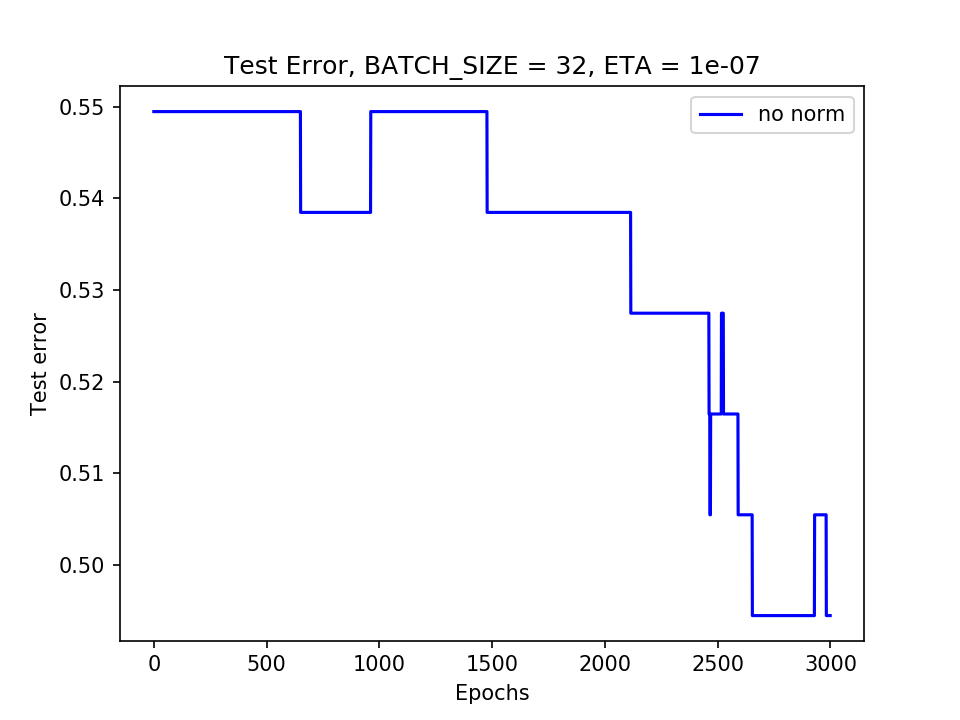 Test Error, BATCH_SIZE = 32, ETA = 1e-07
no norm
0.55
0.54
0.53
0.52
0.51
0.50
Test error
0 500 1000 1500 2000 2500 3000
Epochs